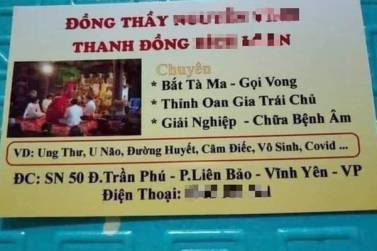 ĐỒNG THẦY
THANH ĐỒNG
Chuyên
* Bắt Tà Ma - Gọi Vong
* Thỉnh Oan Gia Trái Chủ
* Giải Nghiệp - Chữa Bệnh Âm
VD: Ung Thư, U Não, Đường Huyết, Câm Điếc, Vô Sinh, Covid ...
ĐC: SN 50 Đ.Trần Phú - P.Liên Bảo - Vĩnh Yên - VP
Điện Thoại: